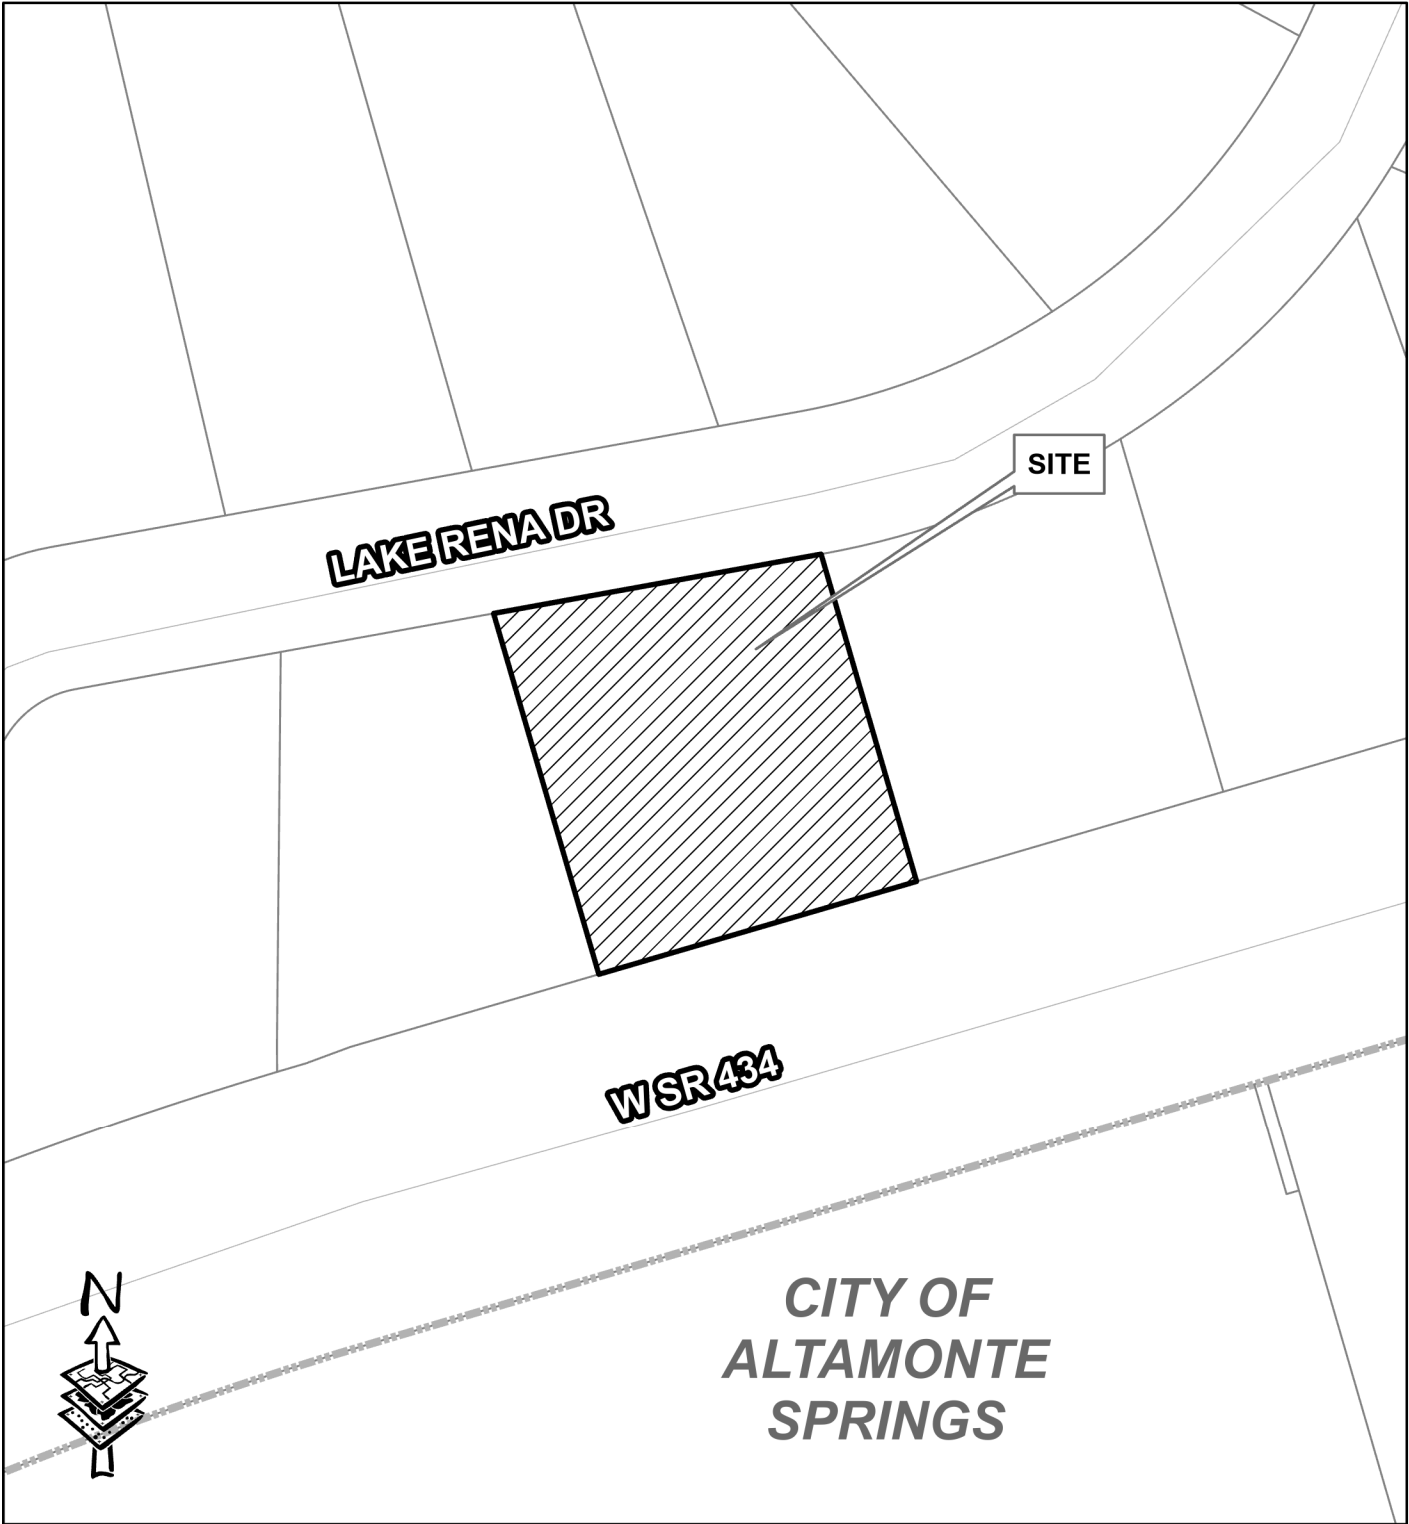 SITE
LAKE RENA DR
W SR 434
N
CITY OF
ALTAMONTE
SPRINGS